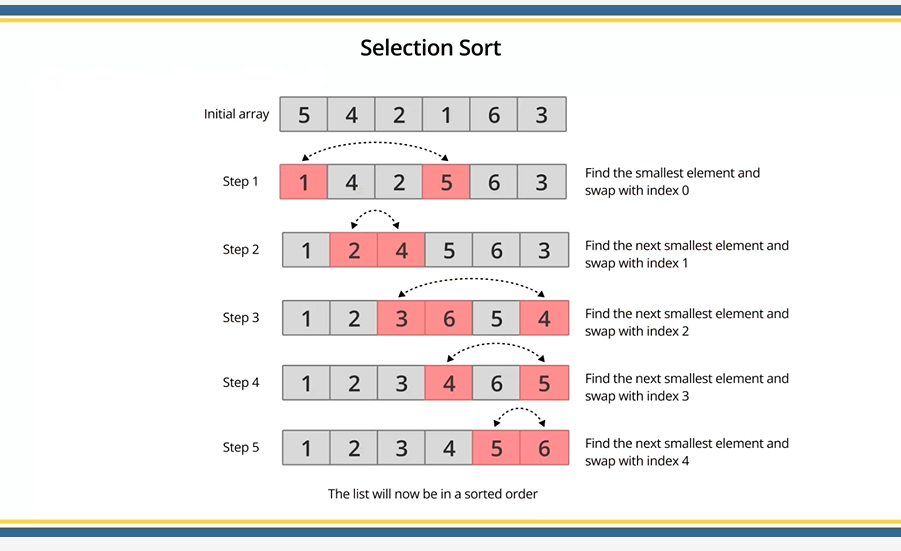 Selection Sort
Initial array 5 4 2 1 6 3
Step 1 1 4 2 5 6 3 Find the smallest element and
swap with index 0
Step 2 1 2 4 5 6 3 Find the next smallest element and
swap with index 1
Step 3 1 2 3 6 5 4 Find the next smallest element and
swap with index 2
Step 4 1 2 3 4 6 5 Find the next smallest element and
swap with index 3
Step 5 1 2 3 4 5 6 Find the next smallest element and
swap with index 4
The list will now be in a sorted order